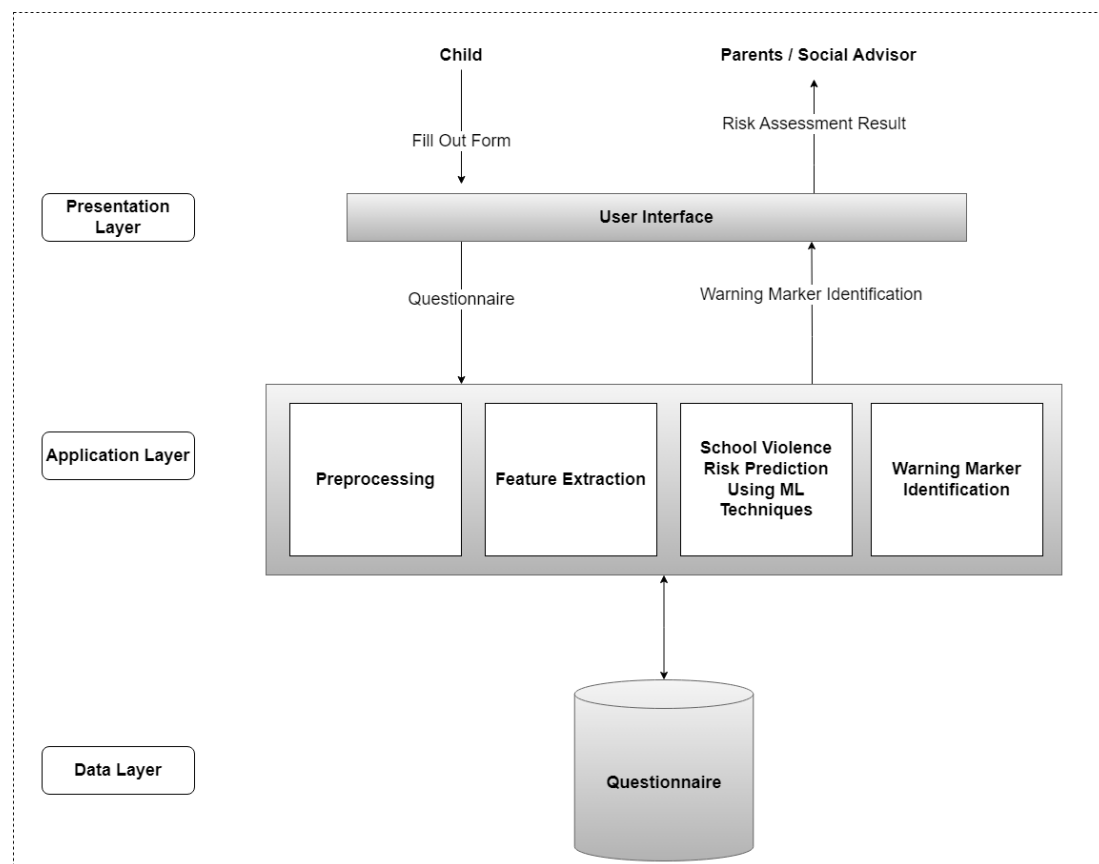 Child
Parents / Social Advisor
Fill Out Form
Risk Assessment Result
Presentation
Layer
User Interface
Questionnaire
Warning Marker Identification
Application Layer
Preprocessing
Feature Extraction
School Violence
Risk Prediction
Using ML
Techniques
Warning Marker
Identification
Data Layer
Questionnaire